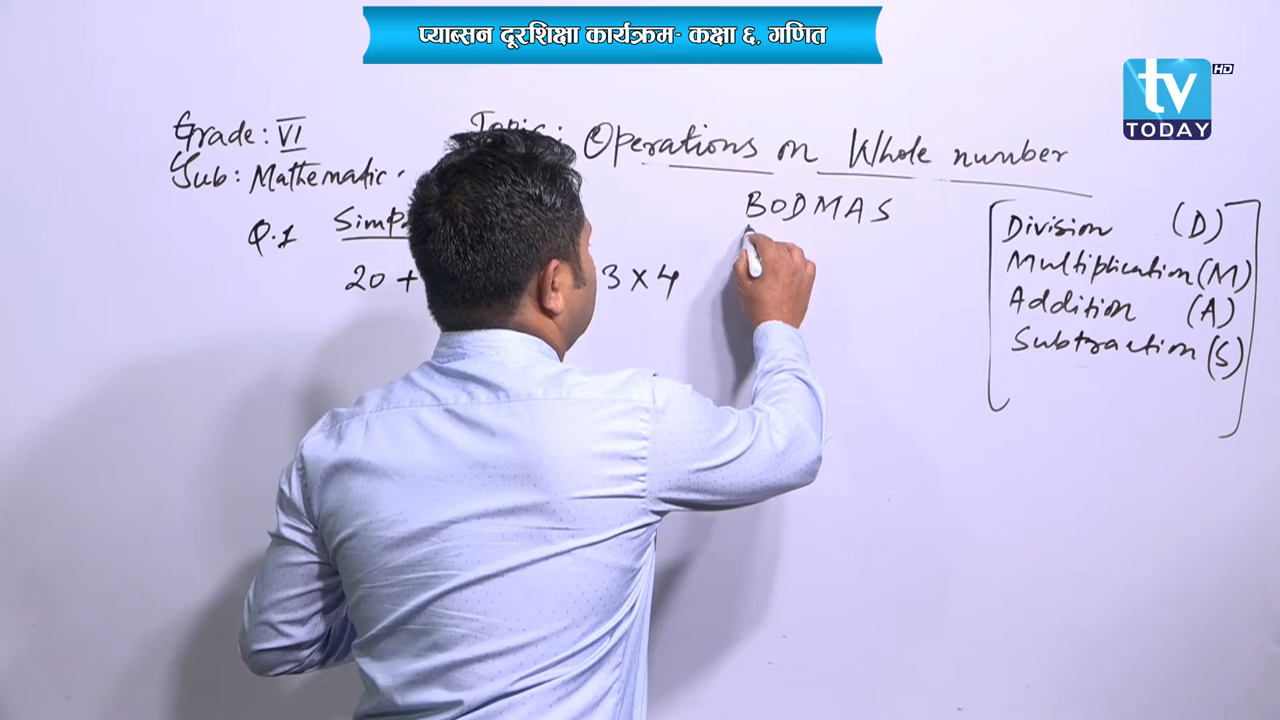 प्याब्सन दूरशिक्षा कार्यक्रम- कक्षा ६, गणित
tv HD
TODAY
Grade: VI
Topic: Operations on Whole number
Sub: Mathematic.
BODMAS
Q.1
20 +
3 × 4
Division (D)
Multiplication (M)
Addition (A)
Subtraction (S)